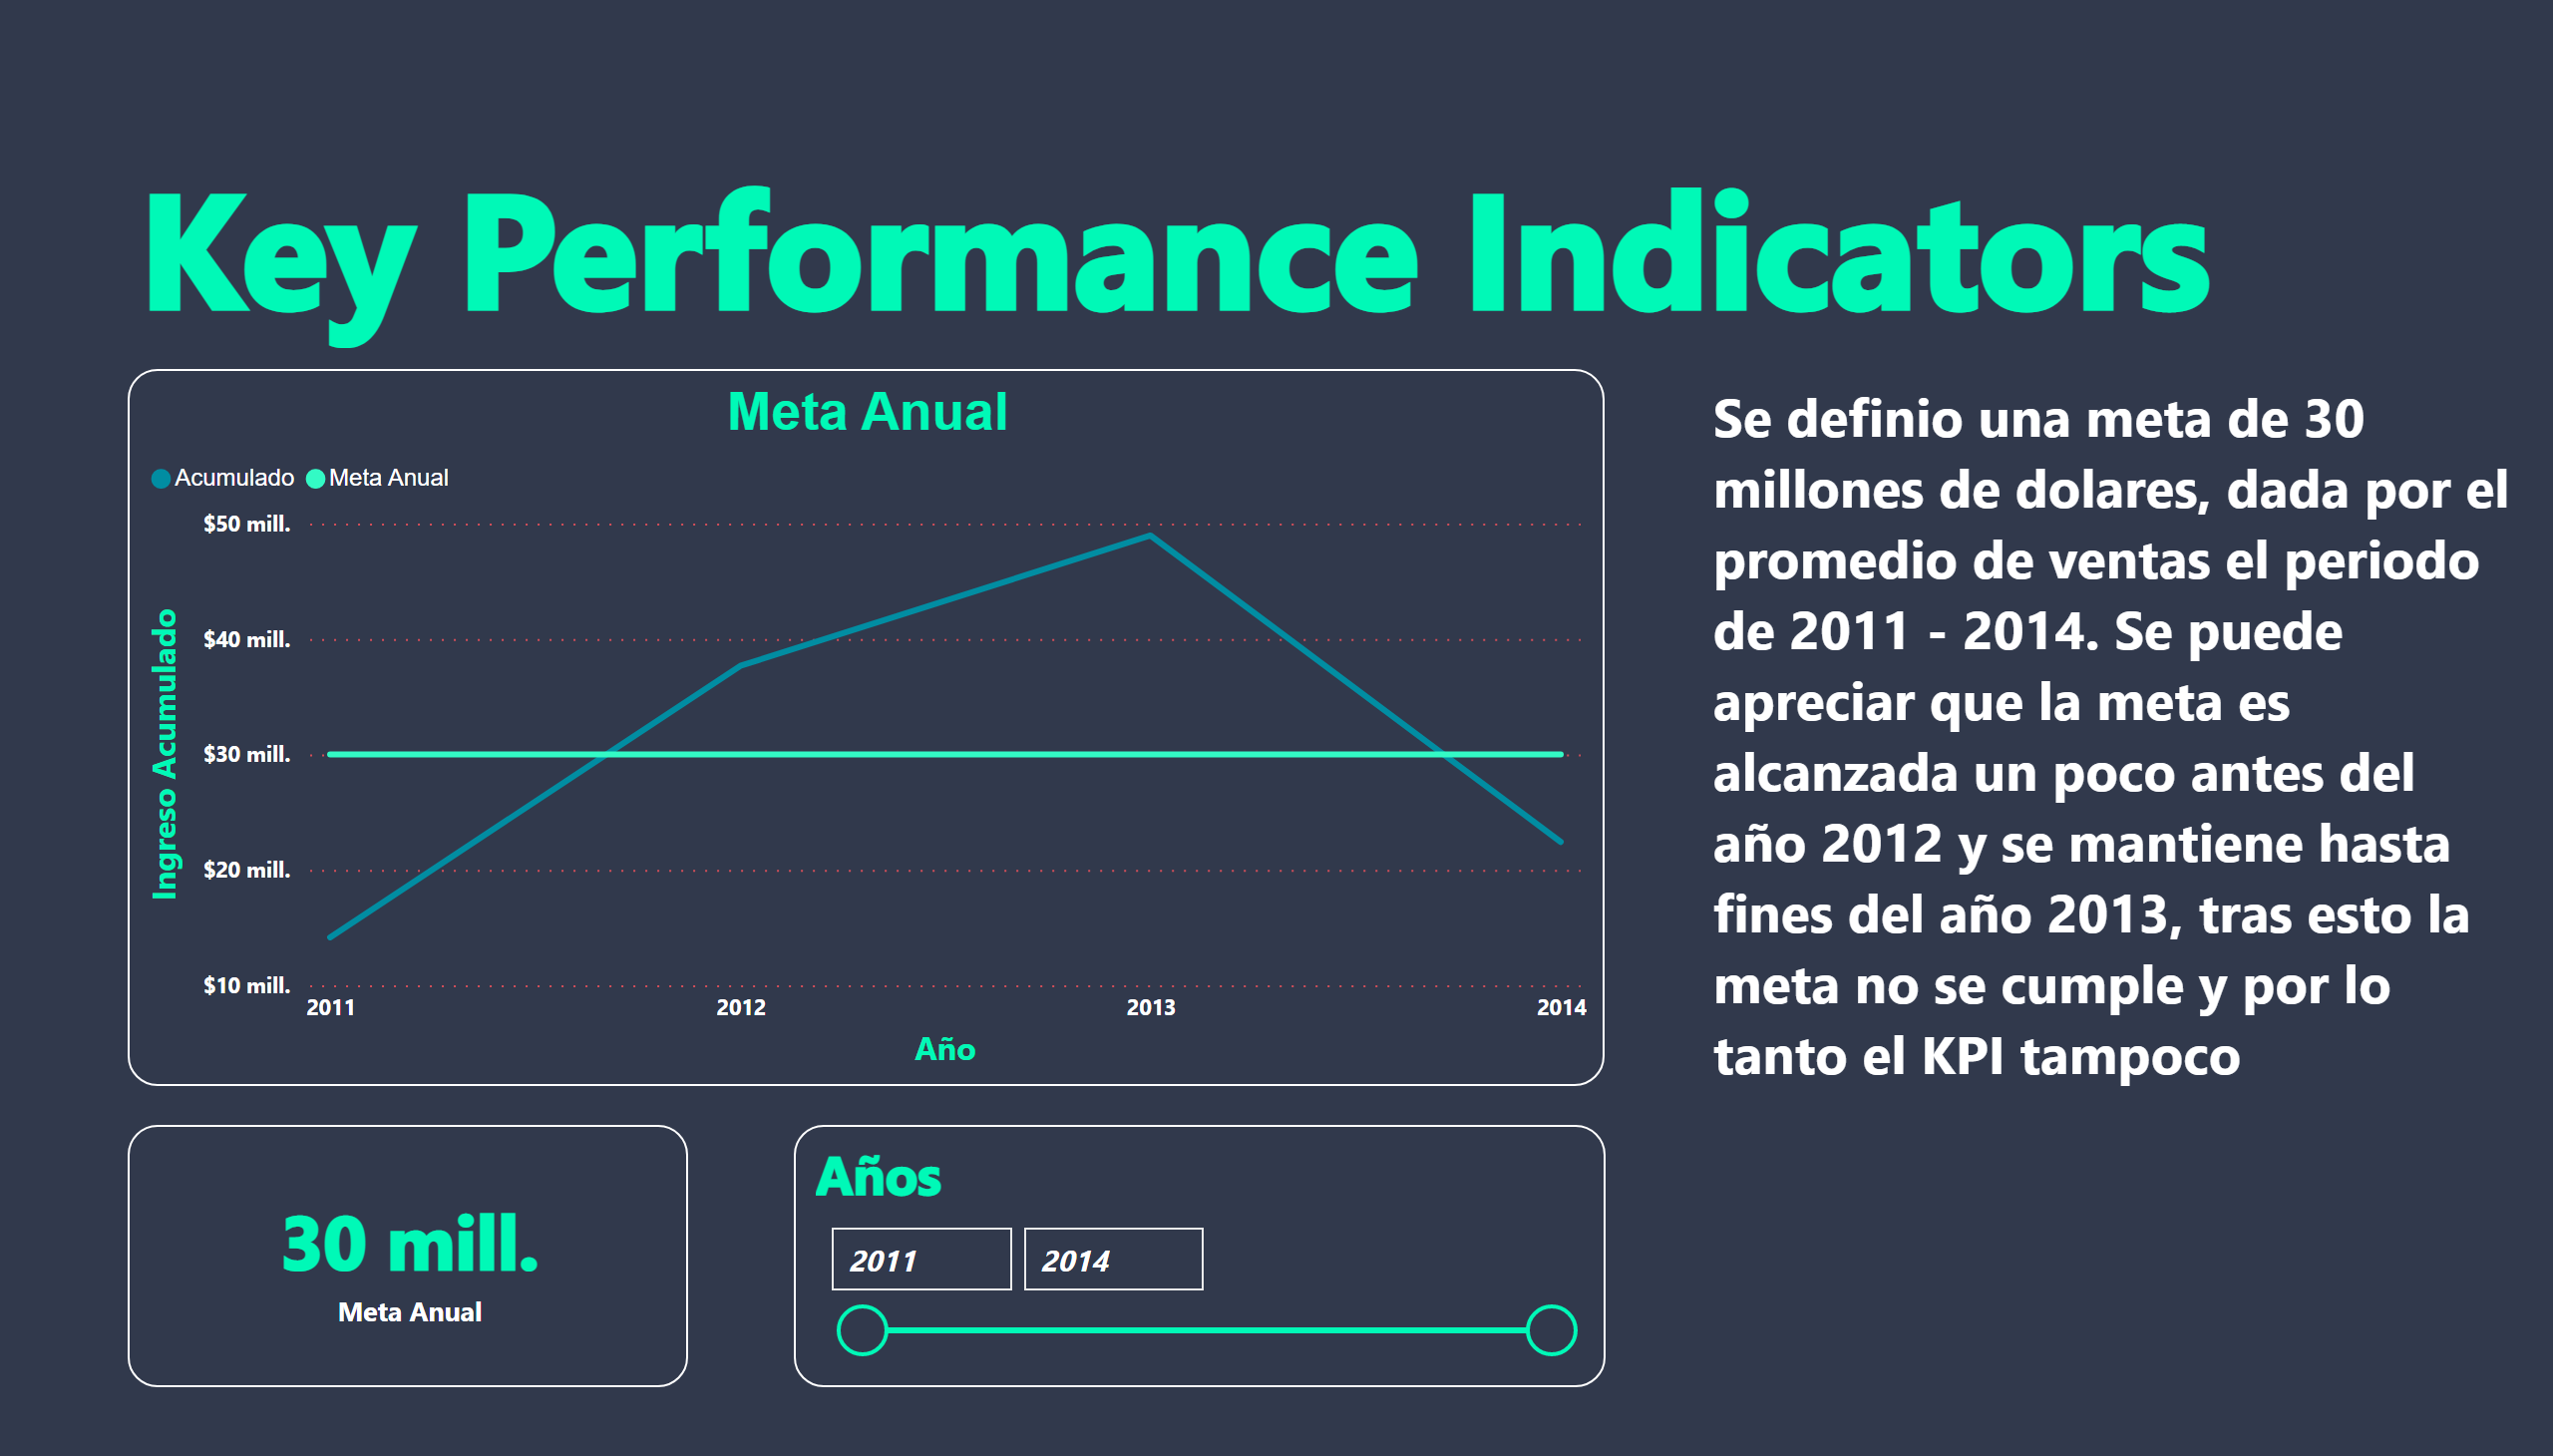 Key Performance Indicators
Meta Anual
Acumulado Meta Anual
$50 mill.
$40 mill.
$30 mill.
$20 mill.
$10 mill.
Ingreso Acumulado
2011 2012 2013 2014
Año
Se definio una meta de 30
millones de dolares, dada por el
promedio de ventas el periodo
de 2011 - 2014. Se puede
apreciar que la meta es
alcanzada un poco antes del
año 2012 y se mantiene hasta
fines del año 2013, tras esto la
meta no se cumple y por lo
tanto el KPI tampoco
30 mill.
Meta Anual
Años
2011 2014